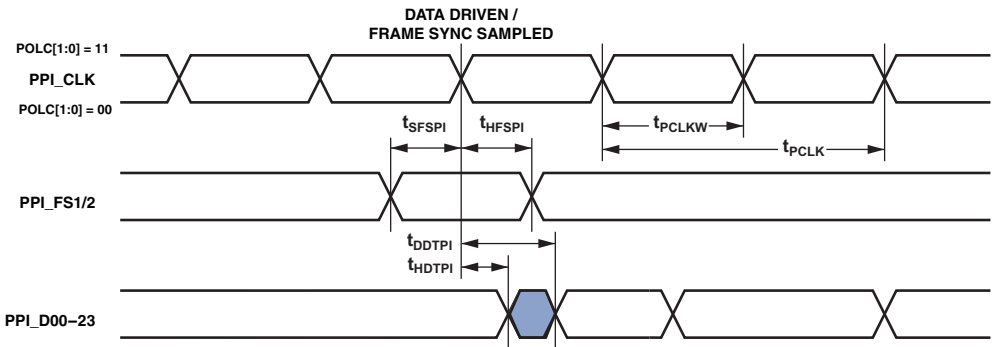 DATA DRIVEN /
FRAME SYNC SAMPLED
POLC[1:0] = 11
PPI_CLK
POLC[1:0] = 00
tSFSPI
tHFSPI
tPCLKW
tPCLK
PPI_FS1/2
tDDTPI
tHDTPI
PPI_D00–23